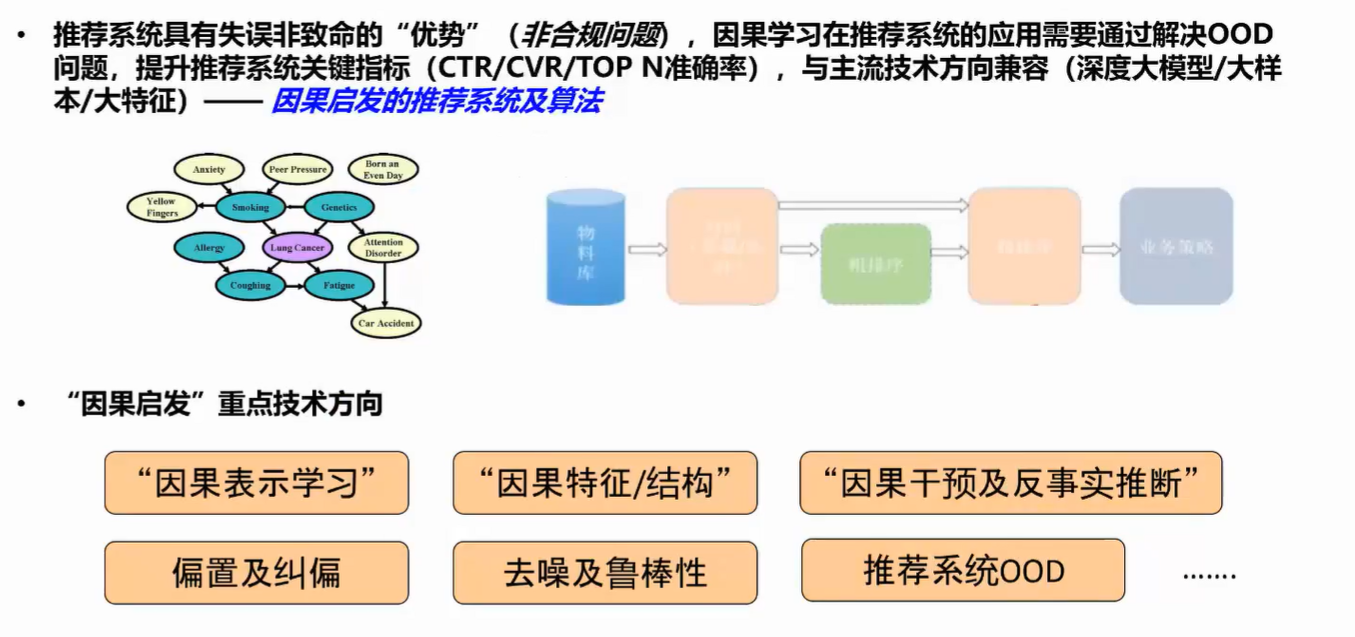 • 推荐系统具有失误非致命的“优势”（非合规问题），因果学习在推荐系统的应用需要通过解决OOD
问题，提升推荐系统关键指标（CTR/CVR/TOP N准确率），与主流技术方向兼容（深度大模型/大样
本/大特征）—— 因果启发的推荐系统及算法
Anxiety
Peer Pressure
Born an
Even Day
Yellow
Fingers
Smoking
Genetics
Allergy
Lung Cancer
Attention
Disorder
Coughing
Fatigue
Car Accident
物
料
库
粗排序
业务策略
• “因果启发”重点技术方向
“因果表示学习”
“因果特征/结构”
“因果干预及反事实推断”
偏置及纠偏
去噪及鲁棒性
推荐系统OOD
.......